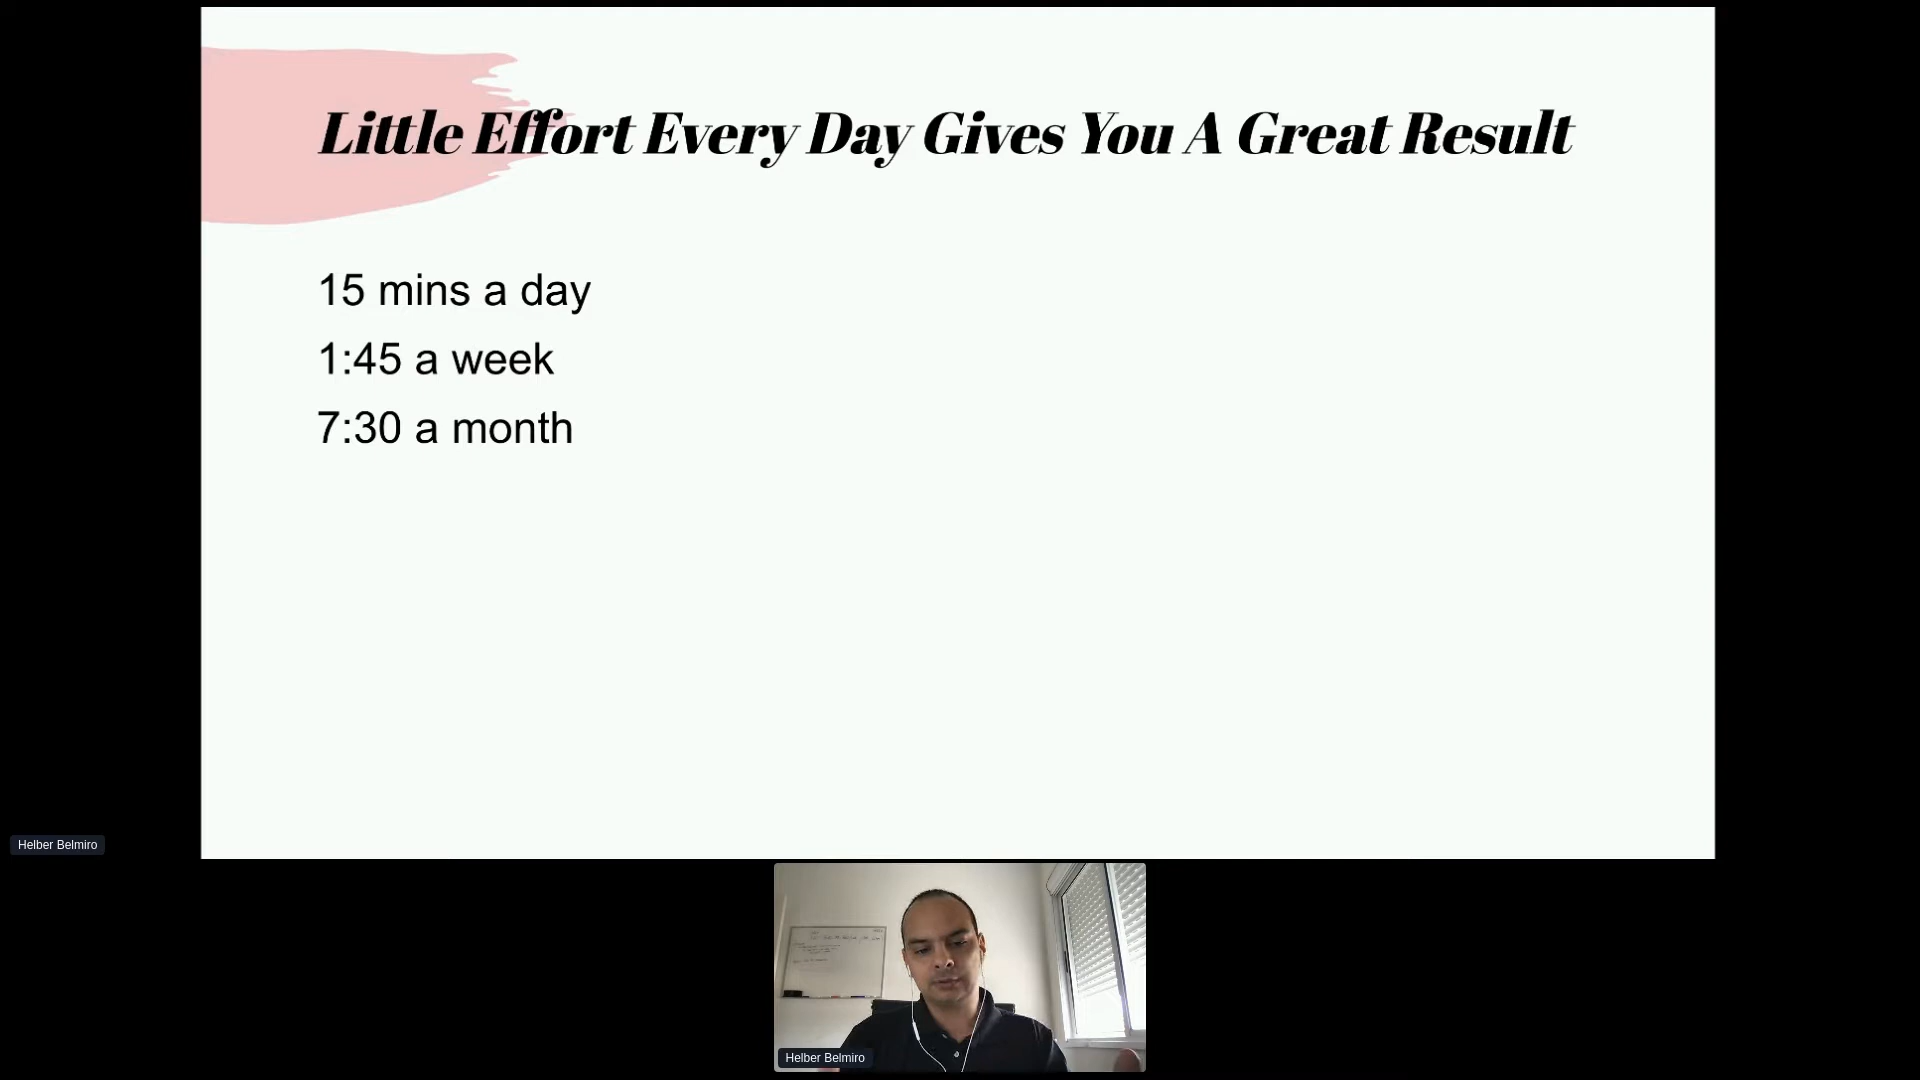 Little Effort Every Day Gives You A Great Result
15 mins a day
1:45 a week
7:30 a month
Helber Belmiro
Helber Belmiro